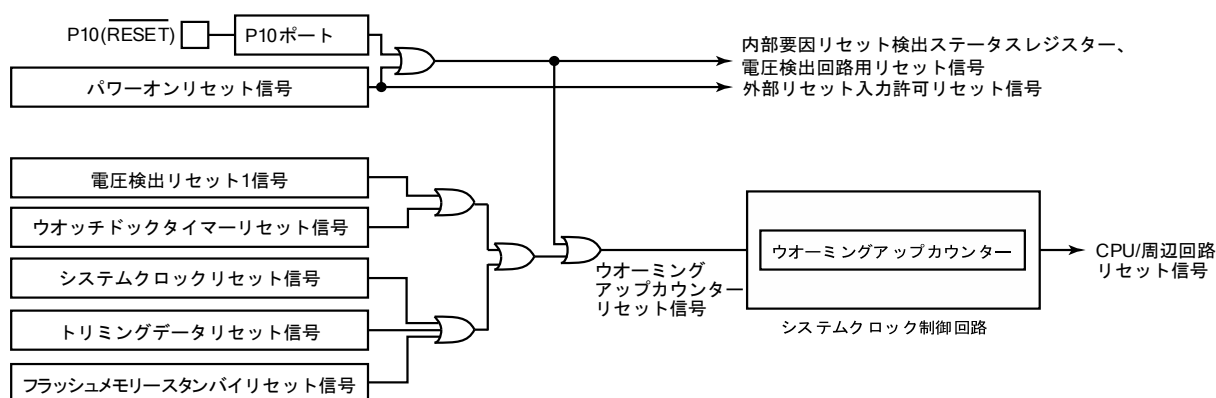 P10(RESET)
P10ポート
パワーオンリセット信号
内部要因リセット検出ステータスレジスター、
電圧検出回路用リセット信号
外部リセット入力許可リセット信号
電圧検出リセット1信号
ウオッチドックタイマーリセット信号
システムクロックリセット信号
トリミングデータリセット信号
フラッシュメモリースタンバイリセット信号
ウオーミング
アップカウンター
リセット信号
ウオーミングアップカウンター
システムクロック制御回路
CPU/周辺回路
リセット信号